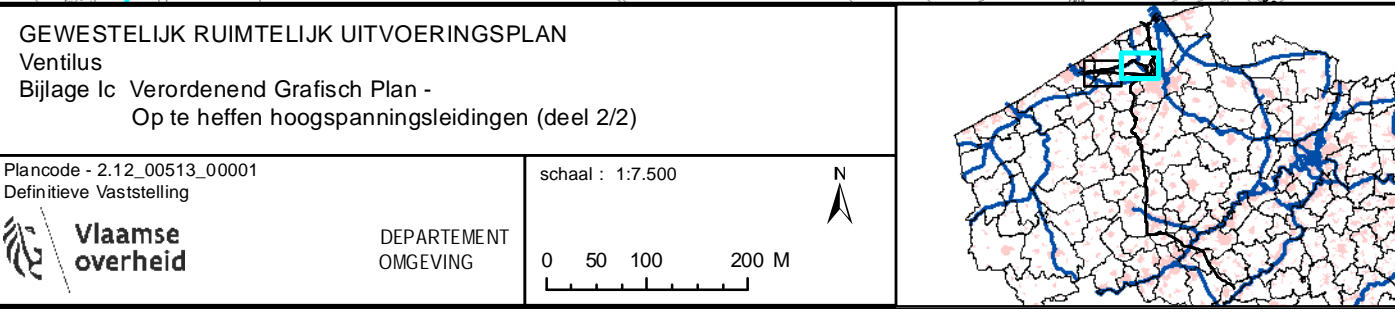 GEWESTELIJK RUIMTELIJK UITVOERINGSPLAN
Ventilus
Bijlage Ic Verordenend Grafisch Plan -
Op te heffen hoogspanningsleidingen (deel 2/2)
Plancode - 2.12_00513_00001
Definitieve Vaststelling
Vlaamse
overheid
DEPARTEMENT
OMGEVING
schaal : 1:7.500
N
0 50 100 200 M